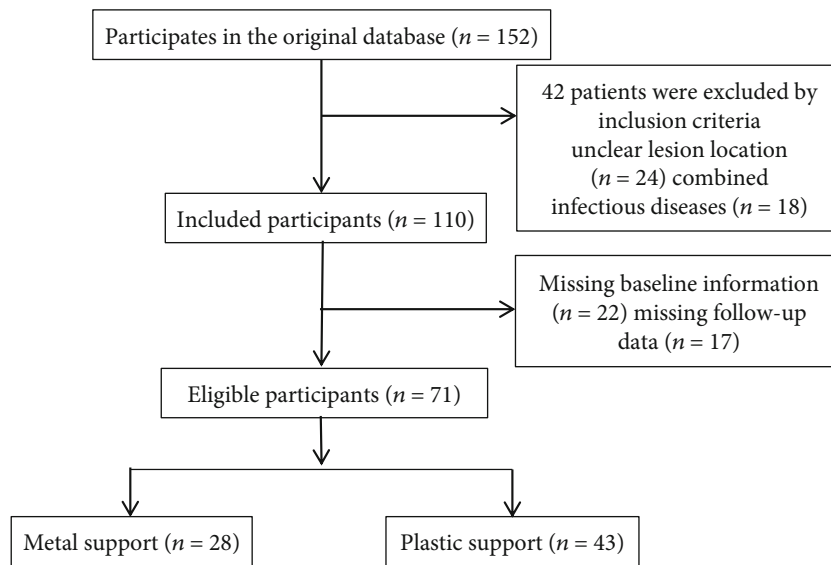 Participates in the original database (n = 152)
42 patients were excluded by
inclusion criteria
unclear lesion location
(n = 24) combined
infectious diseases (n = 18)
Included participants (n = 110)
Missing baseline information
(n = 22) missing follow-up
data (n = 17)
Eligible participants (n = 71)
Metal support (n = 28)
Plastic support (n = 43)